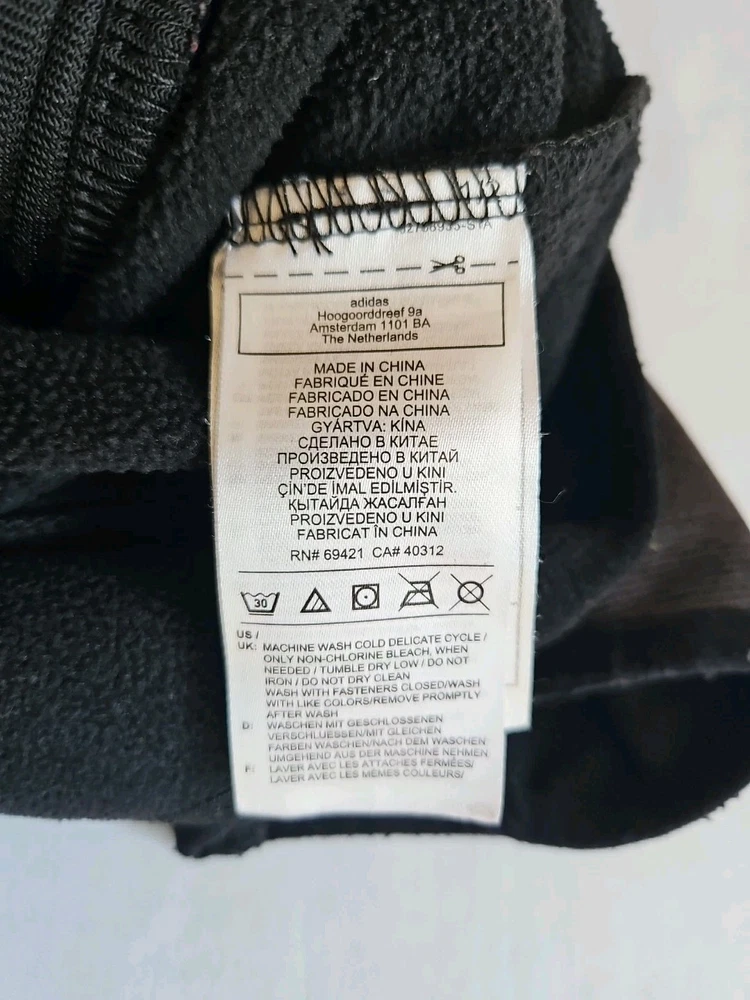 adidas
Hoogoorddreef 9a
Amsterdam 1101 BA
The Netherlands
MADE IN CHINA
FABRIQUÉ EN CHINE
FABRICADO EN CHINA
FABRICADO NA CHINA
GYÁRTVA: KÍNA
СДЕЛАНО В КИТАЕ
ПРОИЗВЕДЕНО В КИТАЙ
PROIZVEDENO U KINI
ÇİN'DE İMAL EDİLMİŞTİR.
ҚЫТАЙДА ЖАСАЛҒАН
PROIZVEDENO U KINI
FABRICAT ÎN CHINA
RN# 69421 CA# 40312
30
US /
UK: MACHINE WASH COLD DELICATE CYCLE /
ONLY NON-CHLORINE BLEACH, WHEN
NEEDED / TUMBLE DRY LOW / DO NOT
IRON / DO NOT DRY CLEAN
WASH WITH FASTENERS CLOSED/WASH
WITH LIKE COLORS/REMOVE PROMPTLY
AFTER WASH
D: WASCHEN MIT GESCHLOSSENEN
VERSCHLUESSEN/MIT GLEICHEN
FARBEN WASCHEN/NACH DEM WASCHEN
UMGEHEND AUS DER MASCHINE NEHMEN
F: LAVER AVEC LES ATTACHES FERMÉES/
LAVER AVEC LES MÊMES COULEURS/